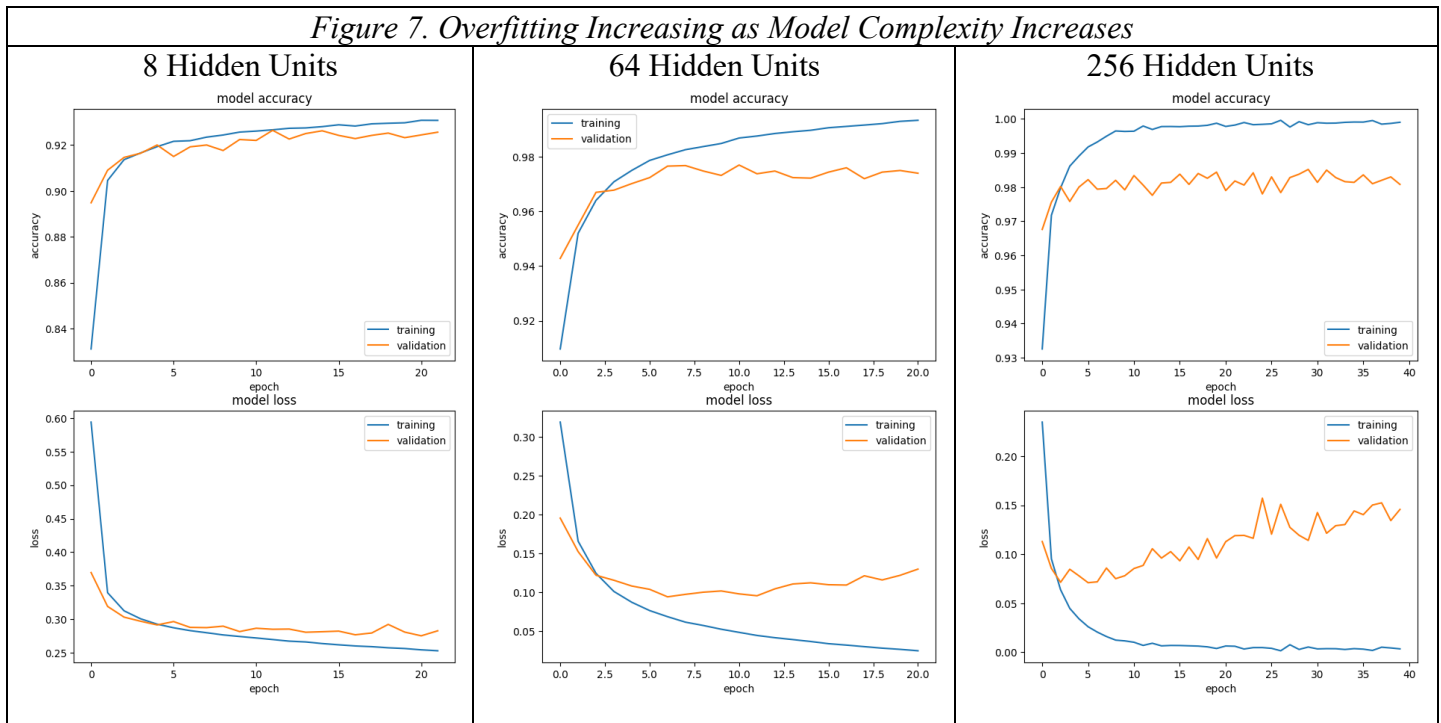 Figure 7. Overfitting Increasing as Model Complexity Increases
8 Hidden Units
model accuracy
0.92
0.90
0.88
0.86
0.84
accuracy
training
validation
0
5
10
15
20
epoch
model loss
0.60
0.55
0.50
0.45
0.40
0.35
0.30
0.25
loss
training
validation
0
5
10
15
20
epoch
64 Hidden Units
model accuracy
training
validation
0.98
0.96
0.94
0.92
accuracy
0.0
2.5
5.0
7.5
10.0
12.5
15.0
17.5
20.0
epoch
model loss
0.30
0.25
0.20
0.15
0.10
0.05
loss
training
validation
0.0
2.5
5.0
7.5
10.0
12.5
15.0
17.5
20.0
epoch
256 Hidden Units
model accuracy
1.00
0.99
0.98
0.97
0.96
0.95
0.94
0.93
accuracy
training
validation
0
5
10
15
20
25
30
35
40
epoch
model loss
0.20
0.15
0.10
0.05
0.00
loss
training
validation
0
5
10
15
20
25
30
35
40
epoch